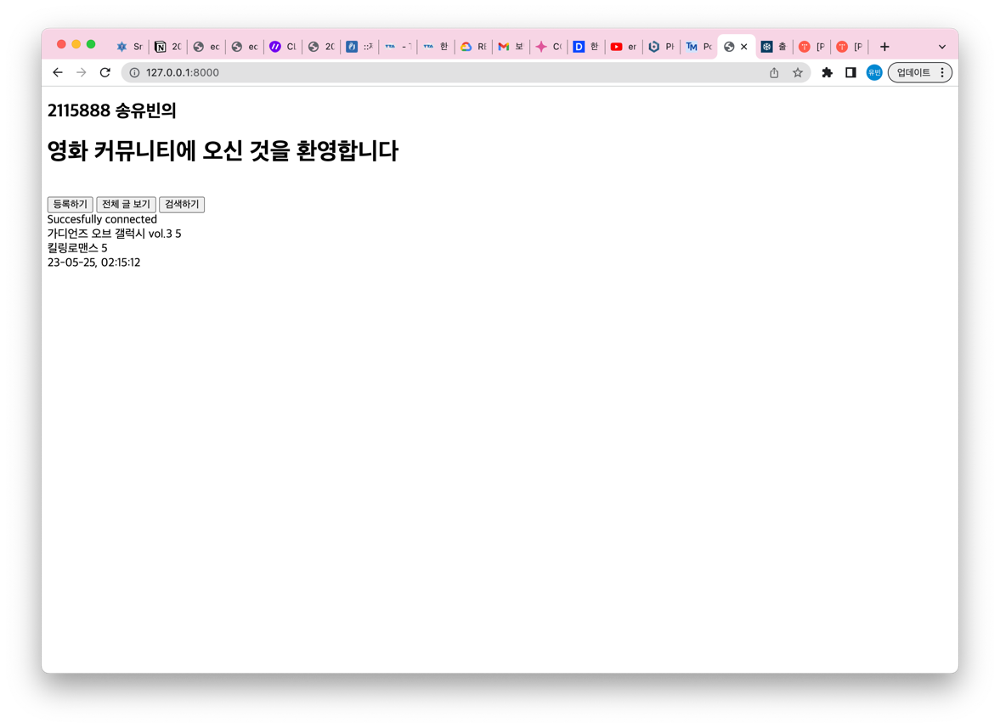 Sr 20 ec ec Cl 20 ::지 - 한 RE 보 C( 한 er Pl Po 출 [P [P
127.0.0.1:8000 유빈 업데이트
2115888 송유빈의
영화 커뮤니티에 오신 것을 환영합니다
등록하기 전체 글 보기 검색하기
Succesfully connected
가디언즈 오브 갤럭시 vol.3 5
킬링로맨스 5
23-05-25, 02:15:12